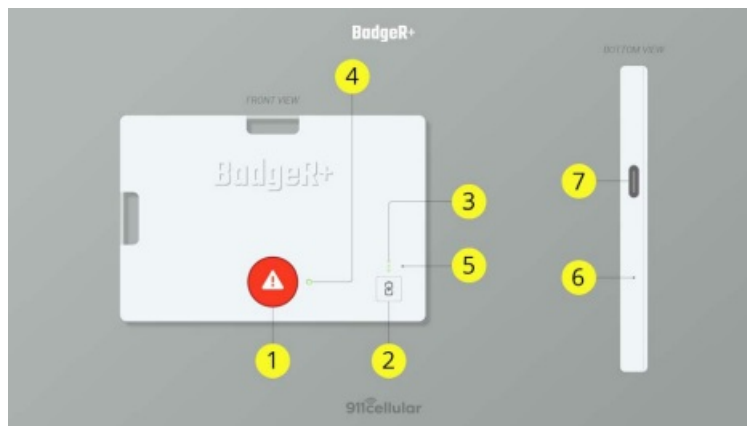 BadgeR+
BOTTOM VIEW
4
FRONT VIEW
BadgeR+
7
3
5
6
1
2
911cellular